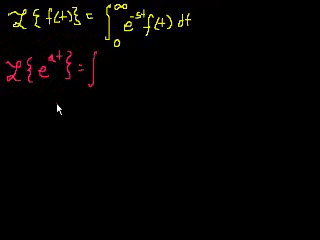 ℒ{f(t)} = ∫₀^∞ e^{-st} f(t) dt
ℒ{e^{at}} = ∫